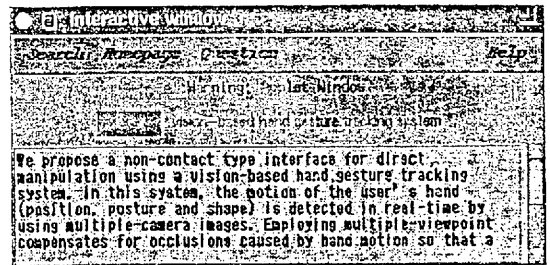 Interactive window
Search Homepage Question Help
Warning: Window
vision-based hand gesture tracking system
We propose a non-contact type interface for direct
manipulation using a vision-based hand gesture tracking
system. In this system, the motion of the user's hand
(position, posture and shape) is detected in real-time by
using multiple-camera images. Employing multiple-viewpoint
compensates for occlusions caused by hand motion so that a